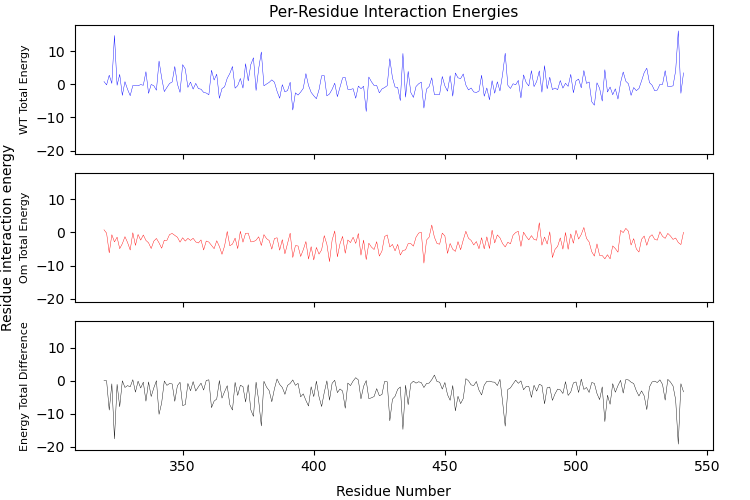 Per-Residue Interaction Energies
Residue interaction energy
WT Total Energy
10
0
−10
−20
Om Total Energy
10
0
−10
−20
Energy Total Difference
10
0
−10
−20
350 400 450 500 550
Residue Number